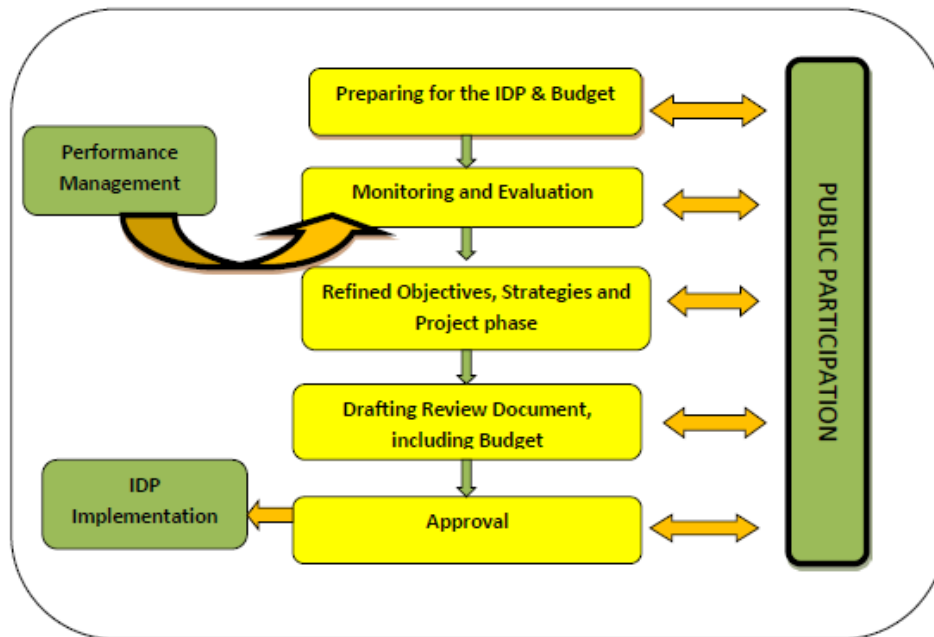 Preparing for the IDP & Budget
Performance
Management
Monitoring and Evaluation
Refined Objectives, Strategies and
Project phase
Drafting Review Document,
including Budget
IDP
Implementation
Approval
PUBLIC PARTICIPATION